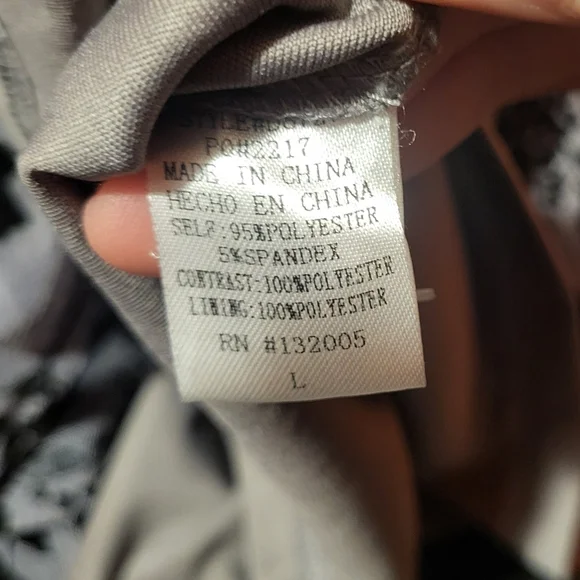 PO#2217
MADE IN CHINA
HECHO EN CHINA
SELF:95%POLYESTER
5%SPANDEX
CONTRAST:100%POLYESTER
LINING:100%POLYESTER
RN #132005
L